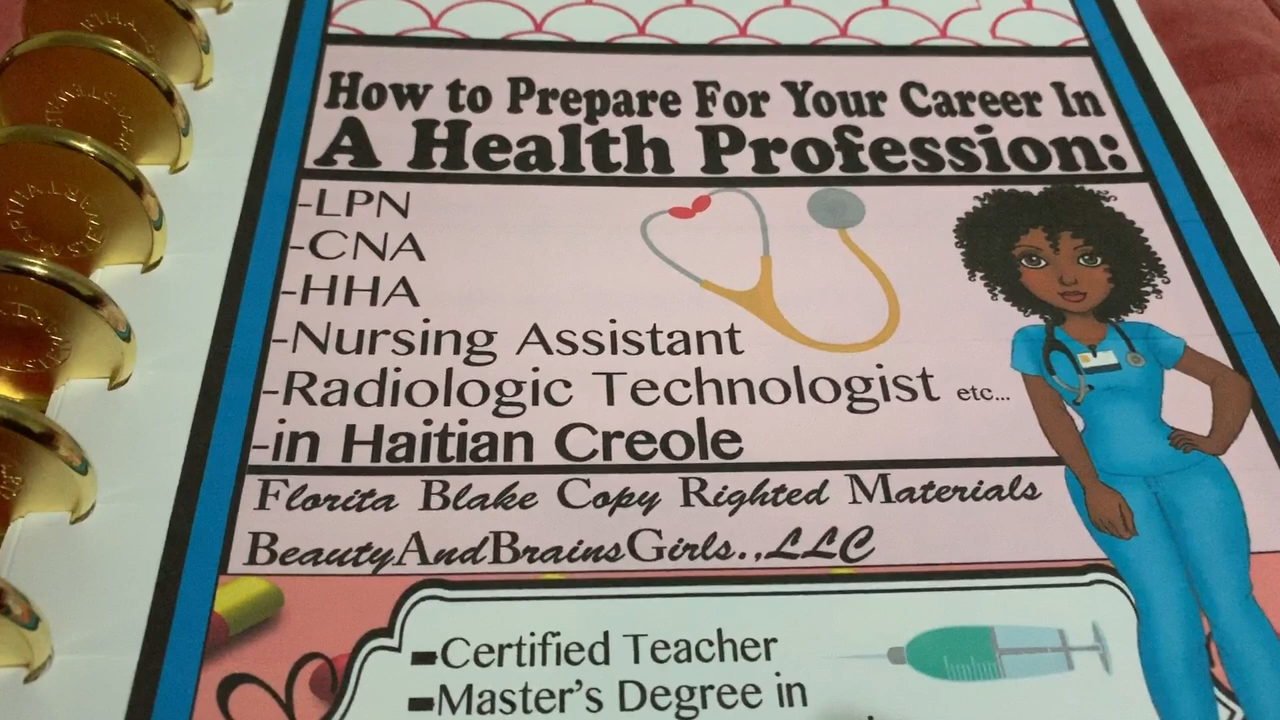 How to Prepare For Your Career In
A Health Profession:
-LPN
-CNA
-HHA
-Nursing Assistant
-Radiologic Technologist etc...
-in Haitian Creole
Florita Blake Copy Righted Materials
BeautyAndBrainsGirls.,LLC
-Certified Teacher
-Master's Degree in